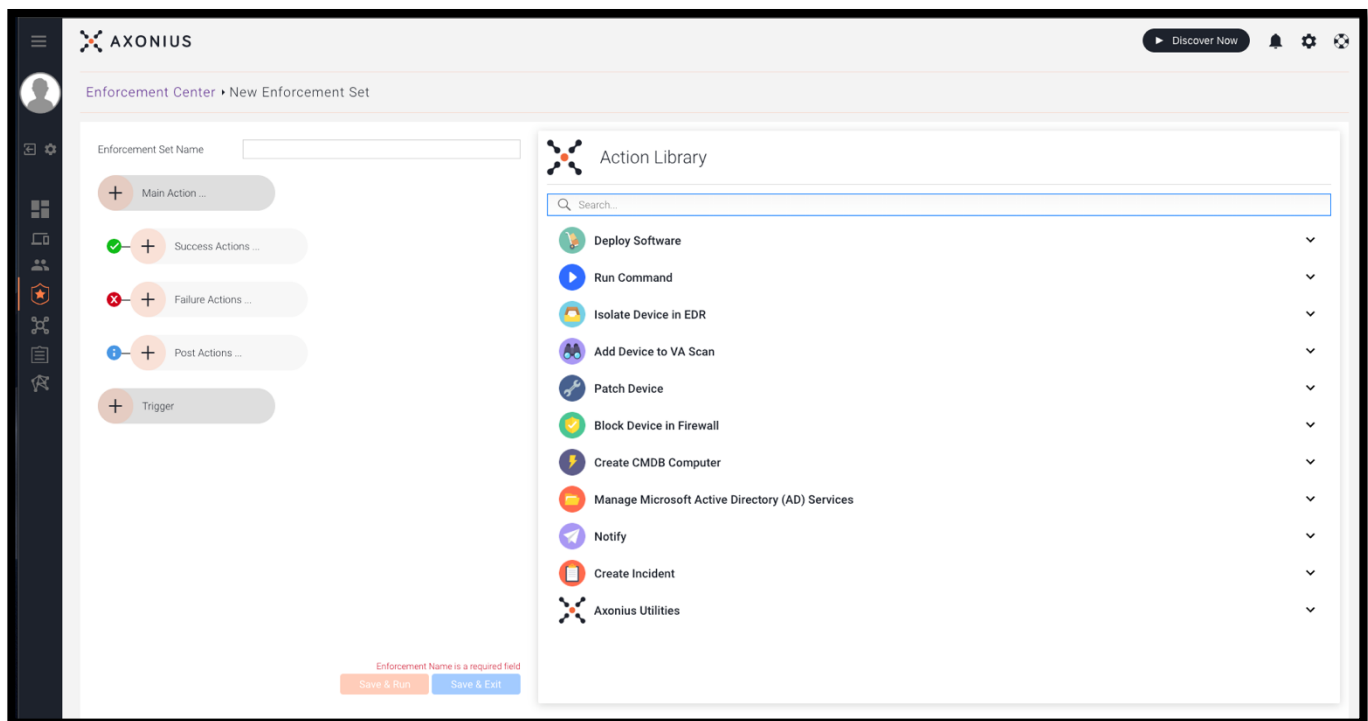 AXONIUS
Discover Now
Enforcement Center ‣ New Enforcement Set
Enforcement Set Name
Main Action ...
Success Actions ...
Failure Actions ...
Post Actions ...
Trigger
Enforcement Name is a required field
Save & Run
Save & Exit
Action Library
Search...
Deploy Software
Run Command
Isolate Device in EDR
Add Device to VA Scan
Patch Device
Block Device in Firewall
Create CMDB Computer
Manage Microsoft Active Directory (AD) Services
Notify
Create Incident
Axonius Utilities